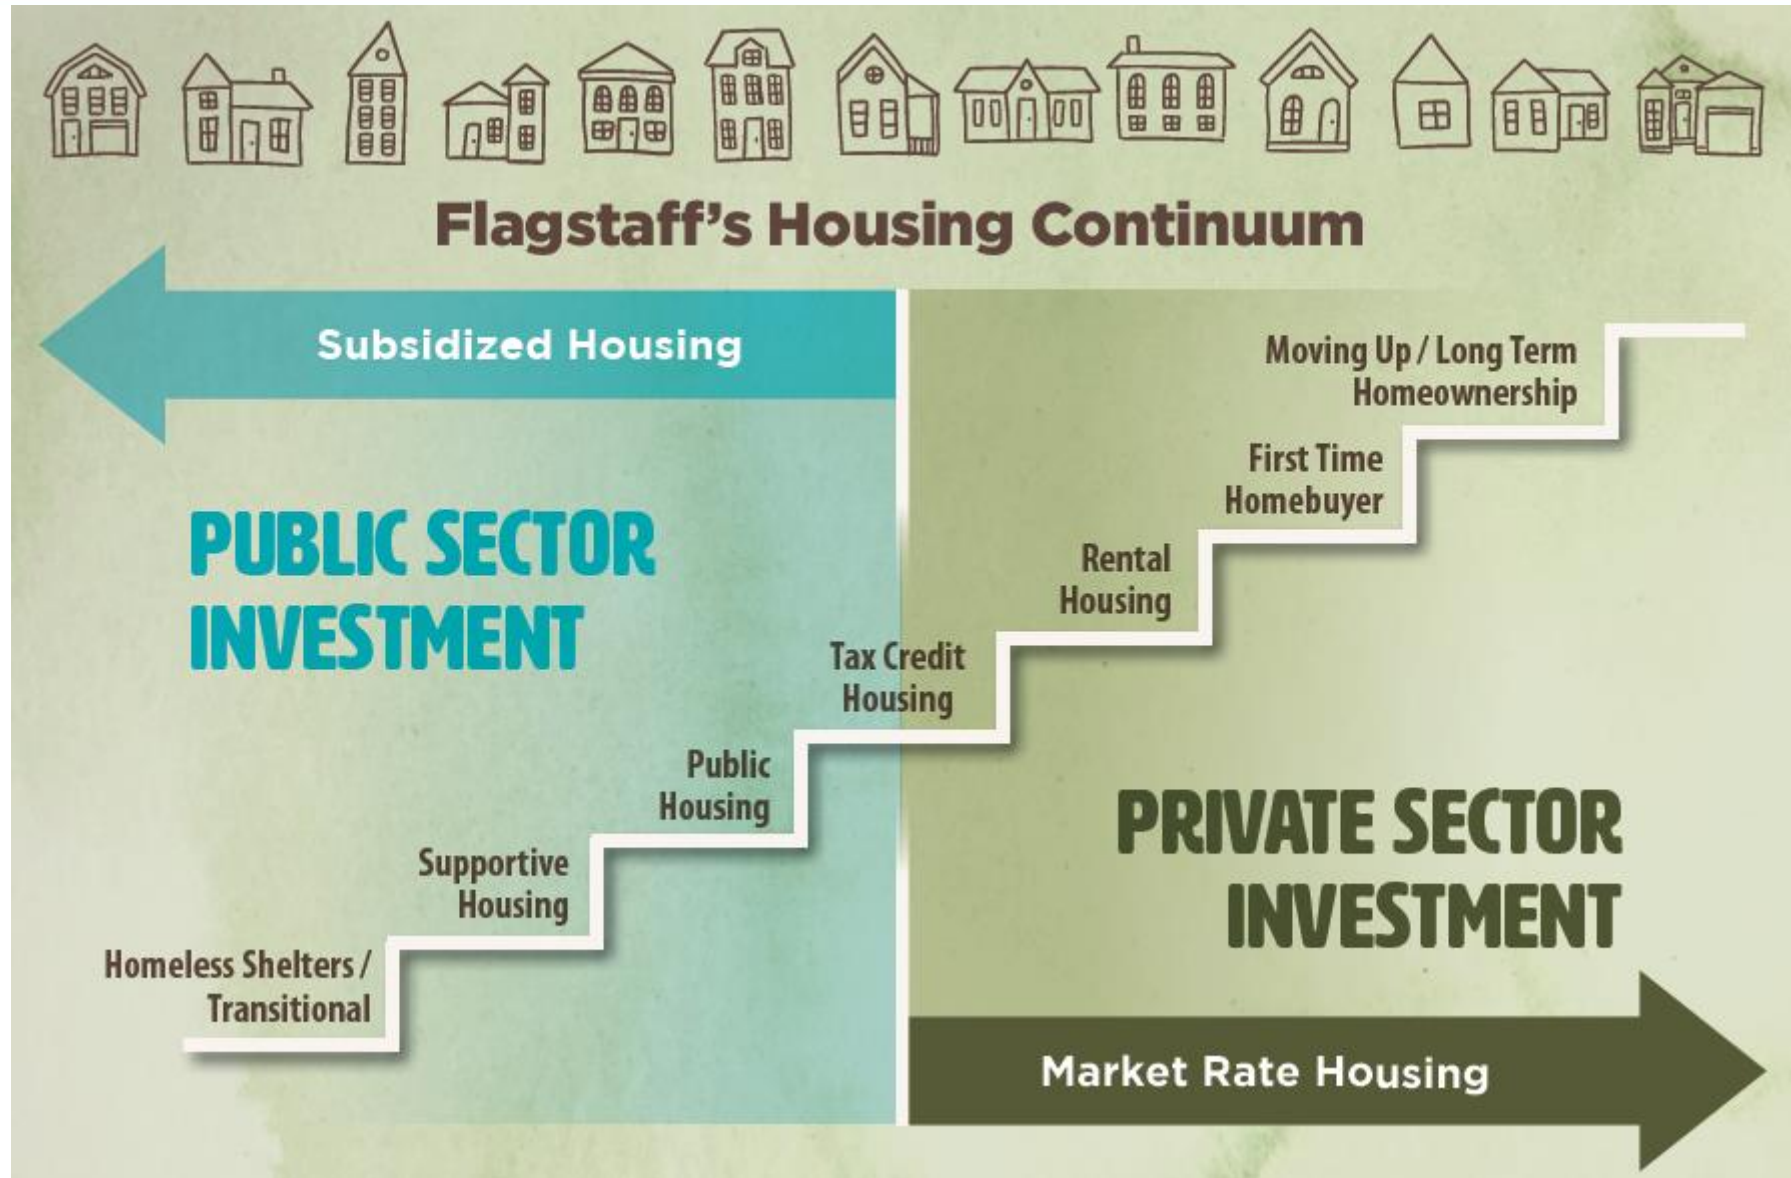 Flagstaff's Housing Continuum
Subsidized Housing
PUBLIC SECTOR
INVESTMENT
Homeless Shelters /
Transitional
Supportive
Housing
Public
Housing
Tax Credit
Housing
Rental
Housing
First Time
Homebuyer
Moving Up / Long Term
Homeownership
PRIVATE SECTOR
INVESTMENT
Market Rate Housing